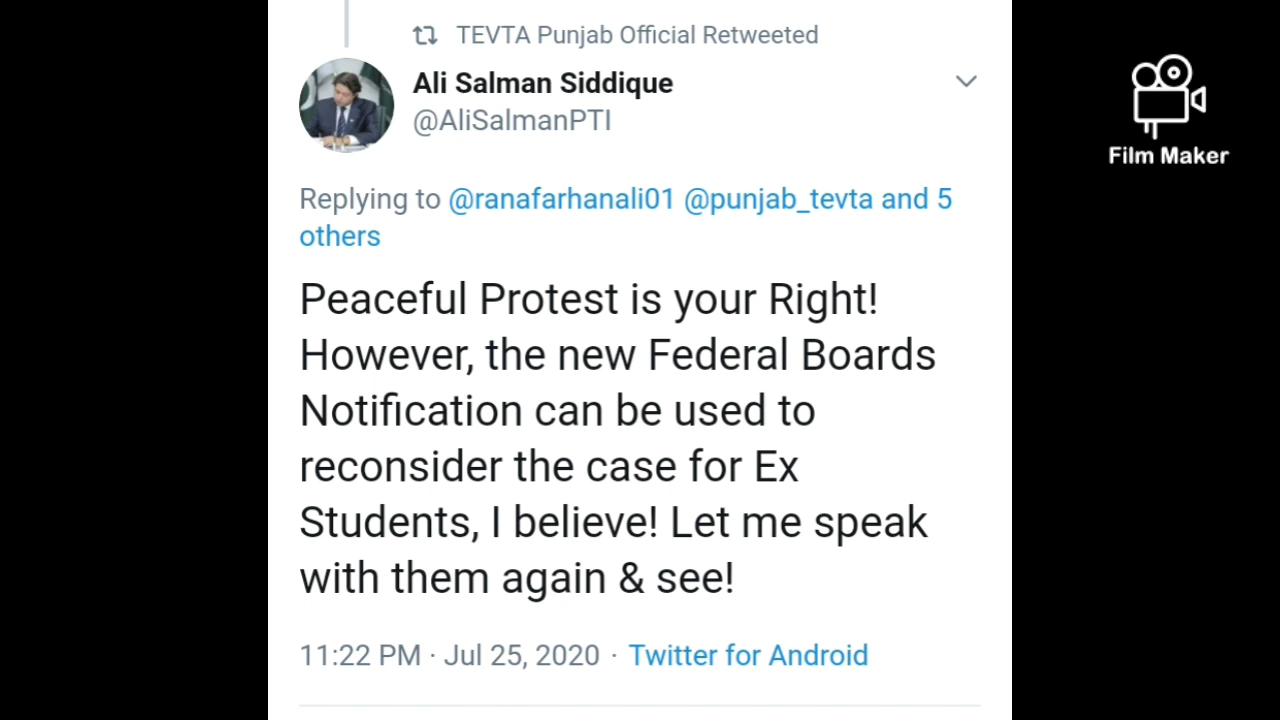 TEVTA Punjab Official Retweeted
Ali Salman Siddique
@AliSalmanPTI
Replying to @ranafarhanali01 @punjab_tevta and 5
others
Peaceful Protest is your Right!
However, the new Federal Boards
Notification can be used to
reconsider the case for Ex
Students, I believe! Let me speak
with them again & see!
11:22 PM · Jul 25, 2020 · Twitter for Android
Film Maker